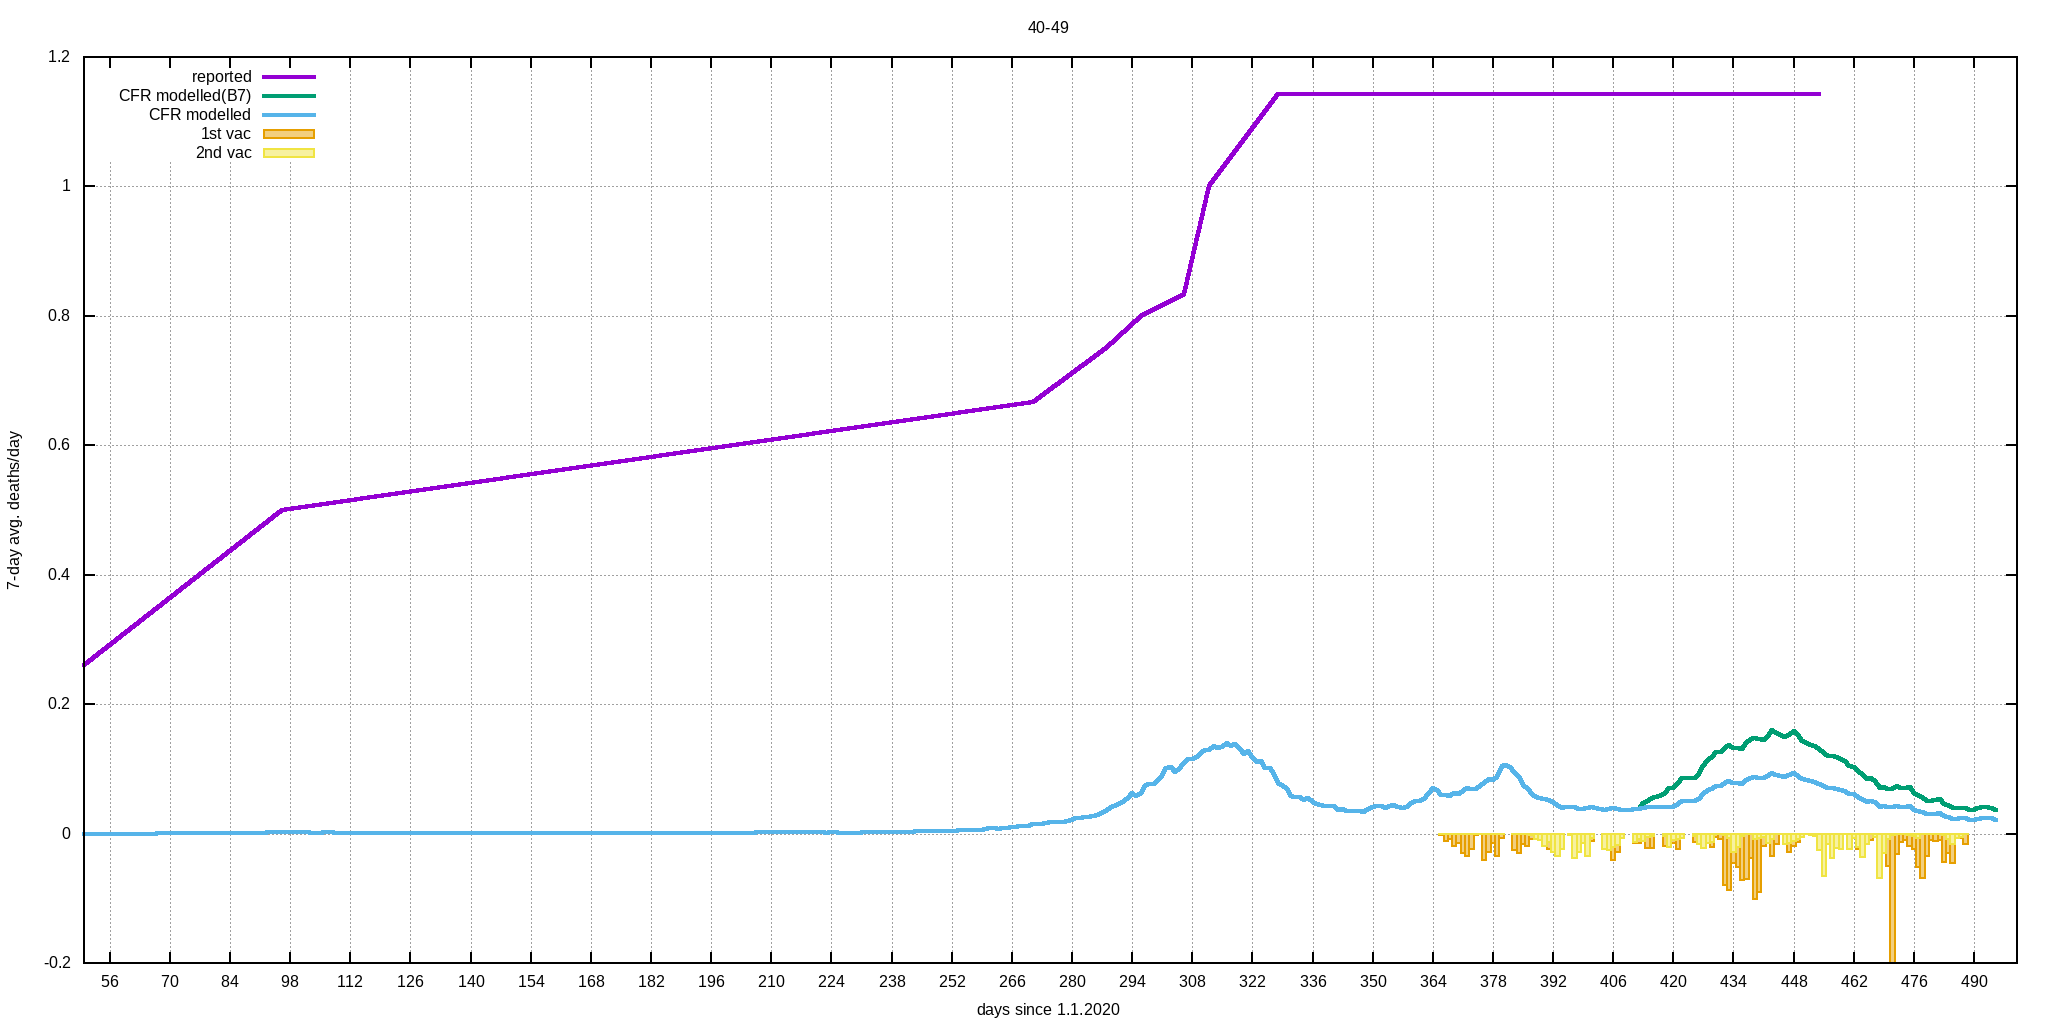 40-49
reported
CFR modelled(B7)
CFR modelled
1st vac
2nd vac
1.2
1
0.8
0.6
0.4
0.2
0
-0.2
7-day avg. deaths/day
56 70 84 98 112 126 140 154 168 182 196 210 224 238 252 266 280 294 308 322 336 350 364 378 392 406 420 434 448 462 476 490
days since 1.1.2020